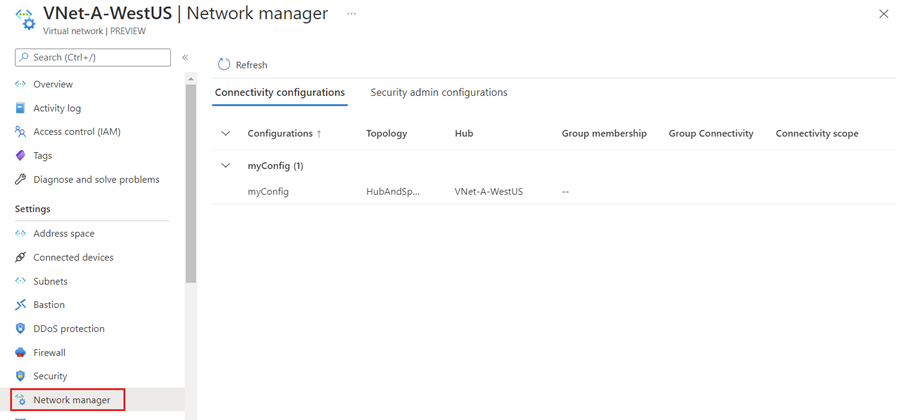 VNet-A-WestUS | Network manager ...
Virtual network | PREVIEW
Search (Ctrl+/)
«
Overview
Activity log
Access control (IAM)
Tags
Diagnose and solve problems
Settings
Address space
Connected devices
Subnets
Bastion
DDoS protection
Firewall
Security
Network manager
Refresh
Connectivity configurations Security admin configurations
Configurations ↑ Topology Hub Group membership Group Connectivity Connectivity scope
myConfig (1)
myConfig HubAndSp... VNet-A-WestUS --